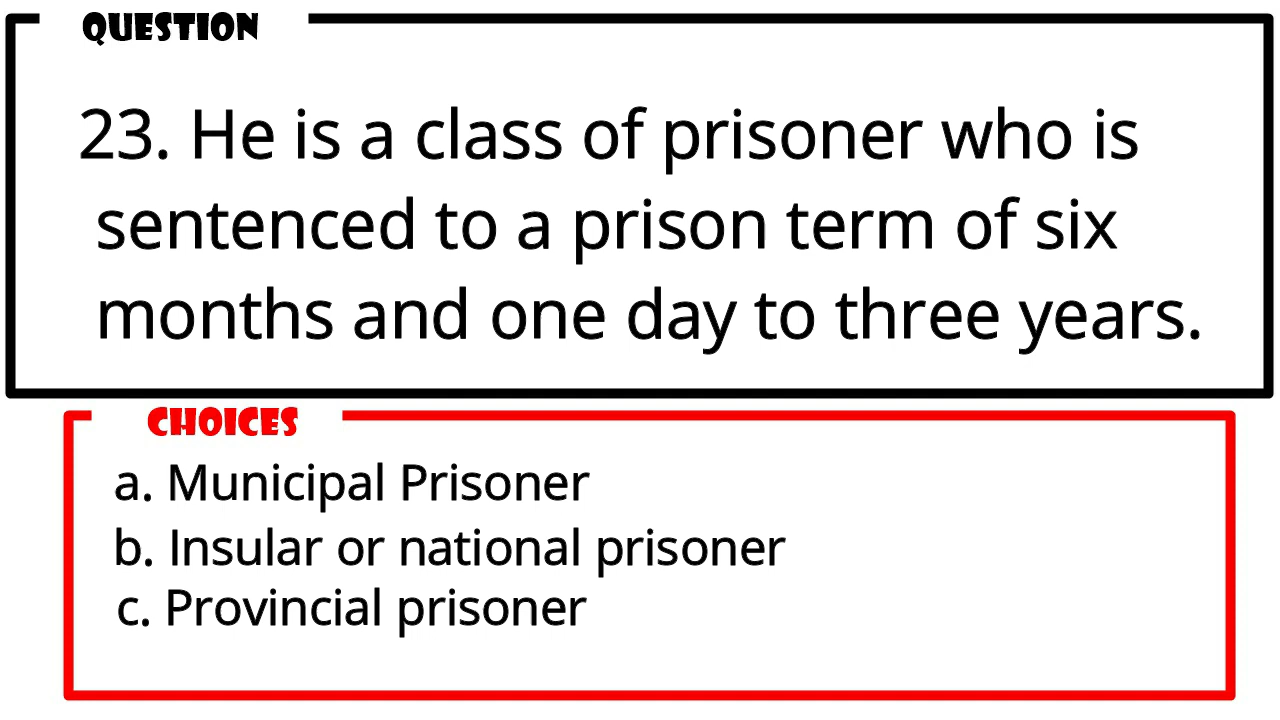 QUESTION
23. He is a class of prisoner who is
sentenced to a prison term of six
months and one day to three years.
CHOICES
a. Municipal Prisoner
b. Insular or national prisoner
c. Provincial prisoner